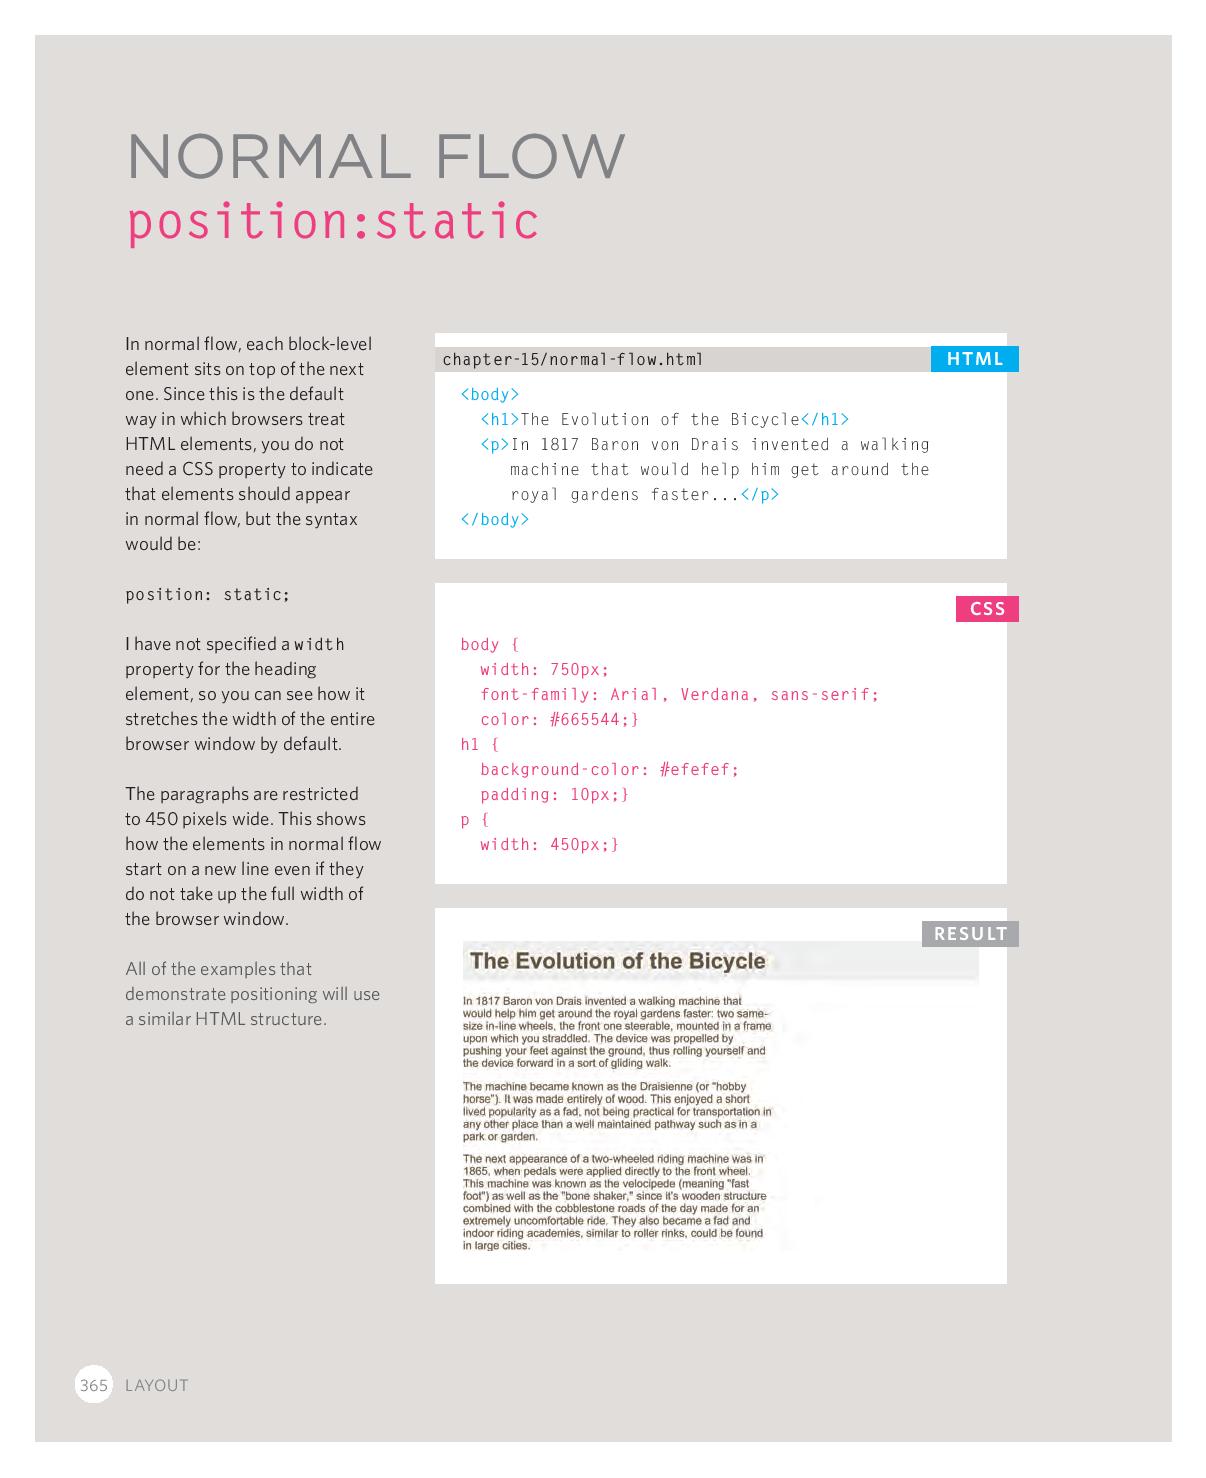 NORMAL FLOW
position:static
In normal flow, each block-level
element sits on top of the next
one. Since this is the default
way in which browsers treat
HTML elements, you do not
need a CSS property to indicate
that elements should appear
in normal flow, but the syntax
would be:
position: static;
I have not specified a width
property for the heading
element, so you can see how it
stretches the width of the entire
browser window by default.
The paragraphs are restricted
to 450 pixels wide. This shows
how the elements in normal flow
start on a new line even if they
do not take up the full width of
the browser window.
All of the examples that
demonstrate positioning will use
a similar HTML structure.
chapter-15/normal-flow.html
HTML
<body>
<h1>The Evolution of the Bicycle</h1>
<p>In 1817 Baron von Drais invented a walking
machine that would help him get around the
royal gardens faster...</p>
</body>
CSS
body {
width: 750px;
font-family: Arial, Verdana, sans-serif;
color: #665544;}
h1 {
background-color: #efefef;
padding: 10px;}
p {
width: 450px;}
RESULT
The Evolution of the Bicycle
In 1817 Baron von Drais invented a walking machine that
would help him get around the royal gardens faster: two same-
size in-line wheels, the front one steerable, mounted in a frame
upon which you straddled. The device was propelled by
pushing your feet against the ground, thus rolling yourself and
the device forward in a sort of gliding walk.
The machine became known as the Draisienne (or "hobby
horse"). It was made entirely of wood. This enjoyed a short
lived popularity as a fad, not being practical for transportation in
any other place than a well maintained pathway such as in a
park or garden.
The next appearance of a two-wheeled riding machine was in
1865, when pedals were applied directly to the front wheel.
This machine was known as the velocipede (meaning "fast
foot") as well as the "bone shaker," since it's wooden structure
combined with the cobblestone roads of the day made for an
extremely uncomfortable ride. They also became a fad and
indoor riding academies, similar to roller rinks, could be found
in large cities.
365 LAYOUT